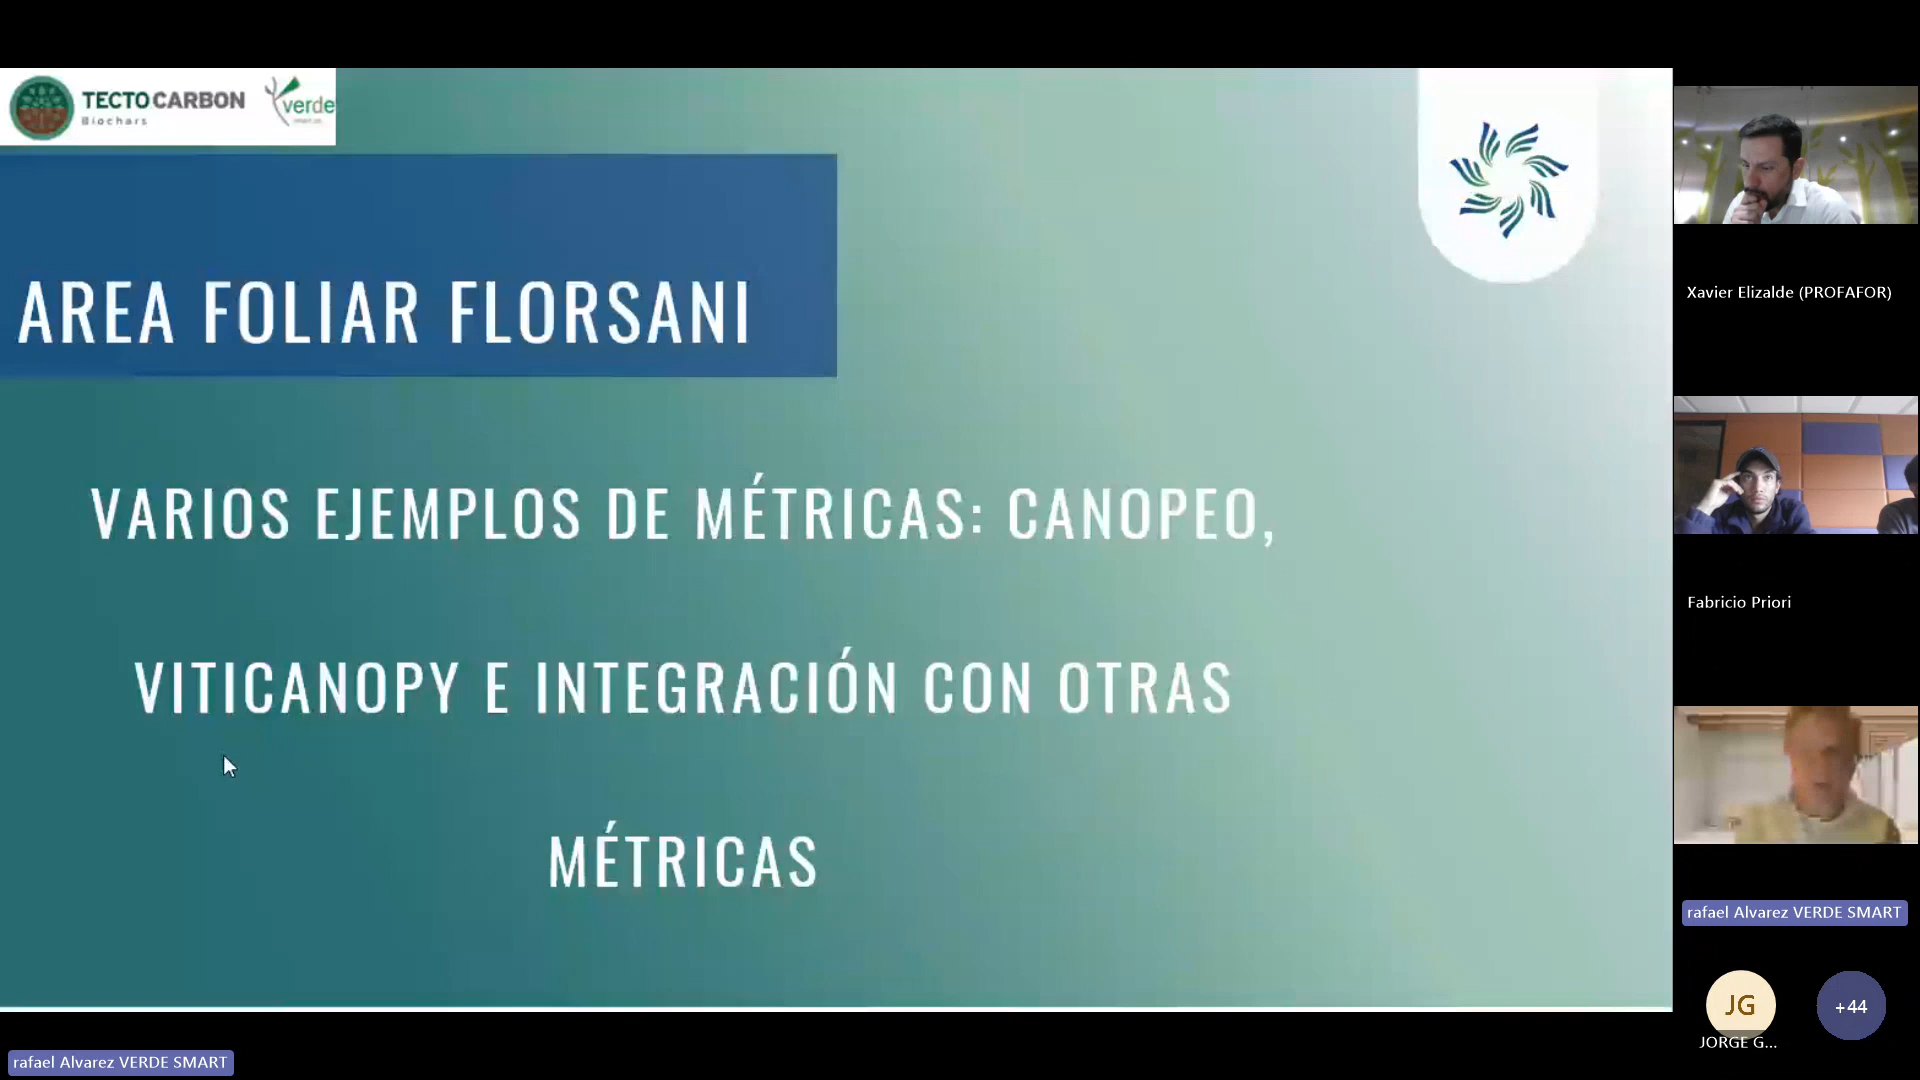 TECTO CARBON
Biochars
verde
AREA FOLIAR FLORSANI
VARIOS EJEMPLOS DE MÉTRICAS: CANOPEO,
VITICANOPY E INTEGRACIÓN CON OTRAS
MÉTRICAS
Xavier Elizalde (PROFAFOR)
Fabricio Priori
rafael Alvarez VERDE SMART
JG
JORGE G...
+44
rafael Alvarez VERDE SMART